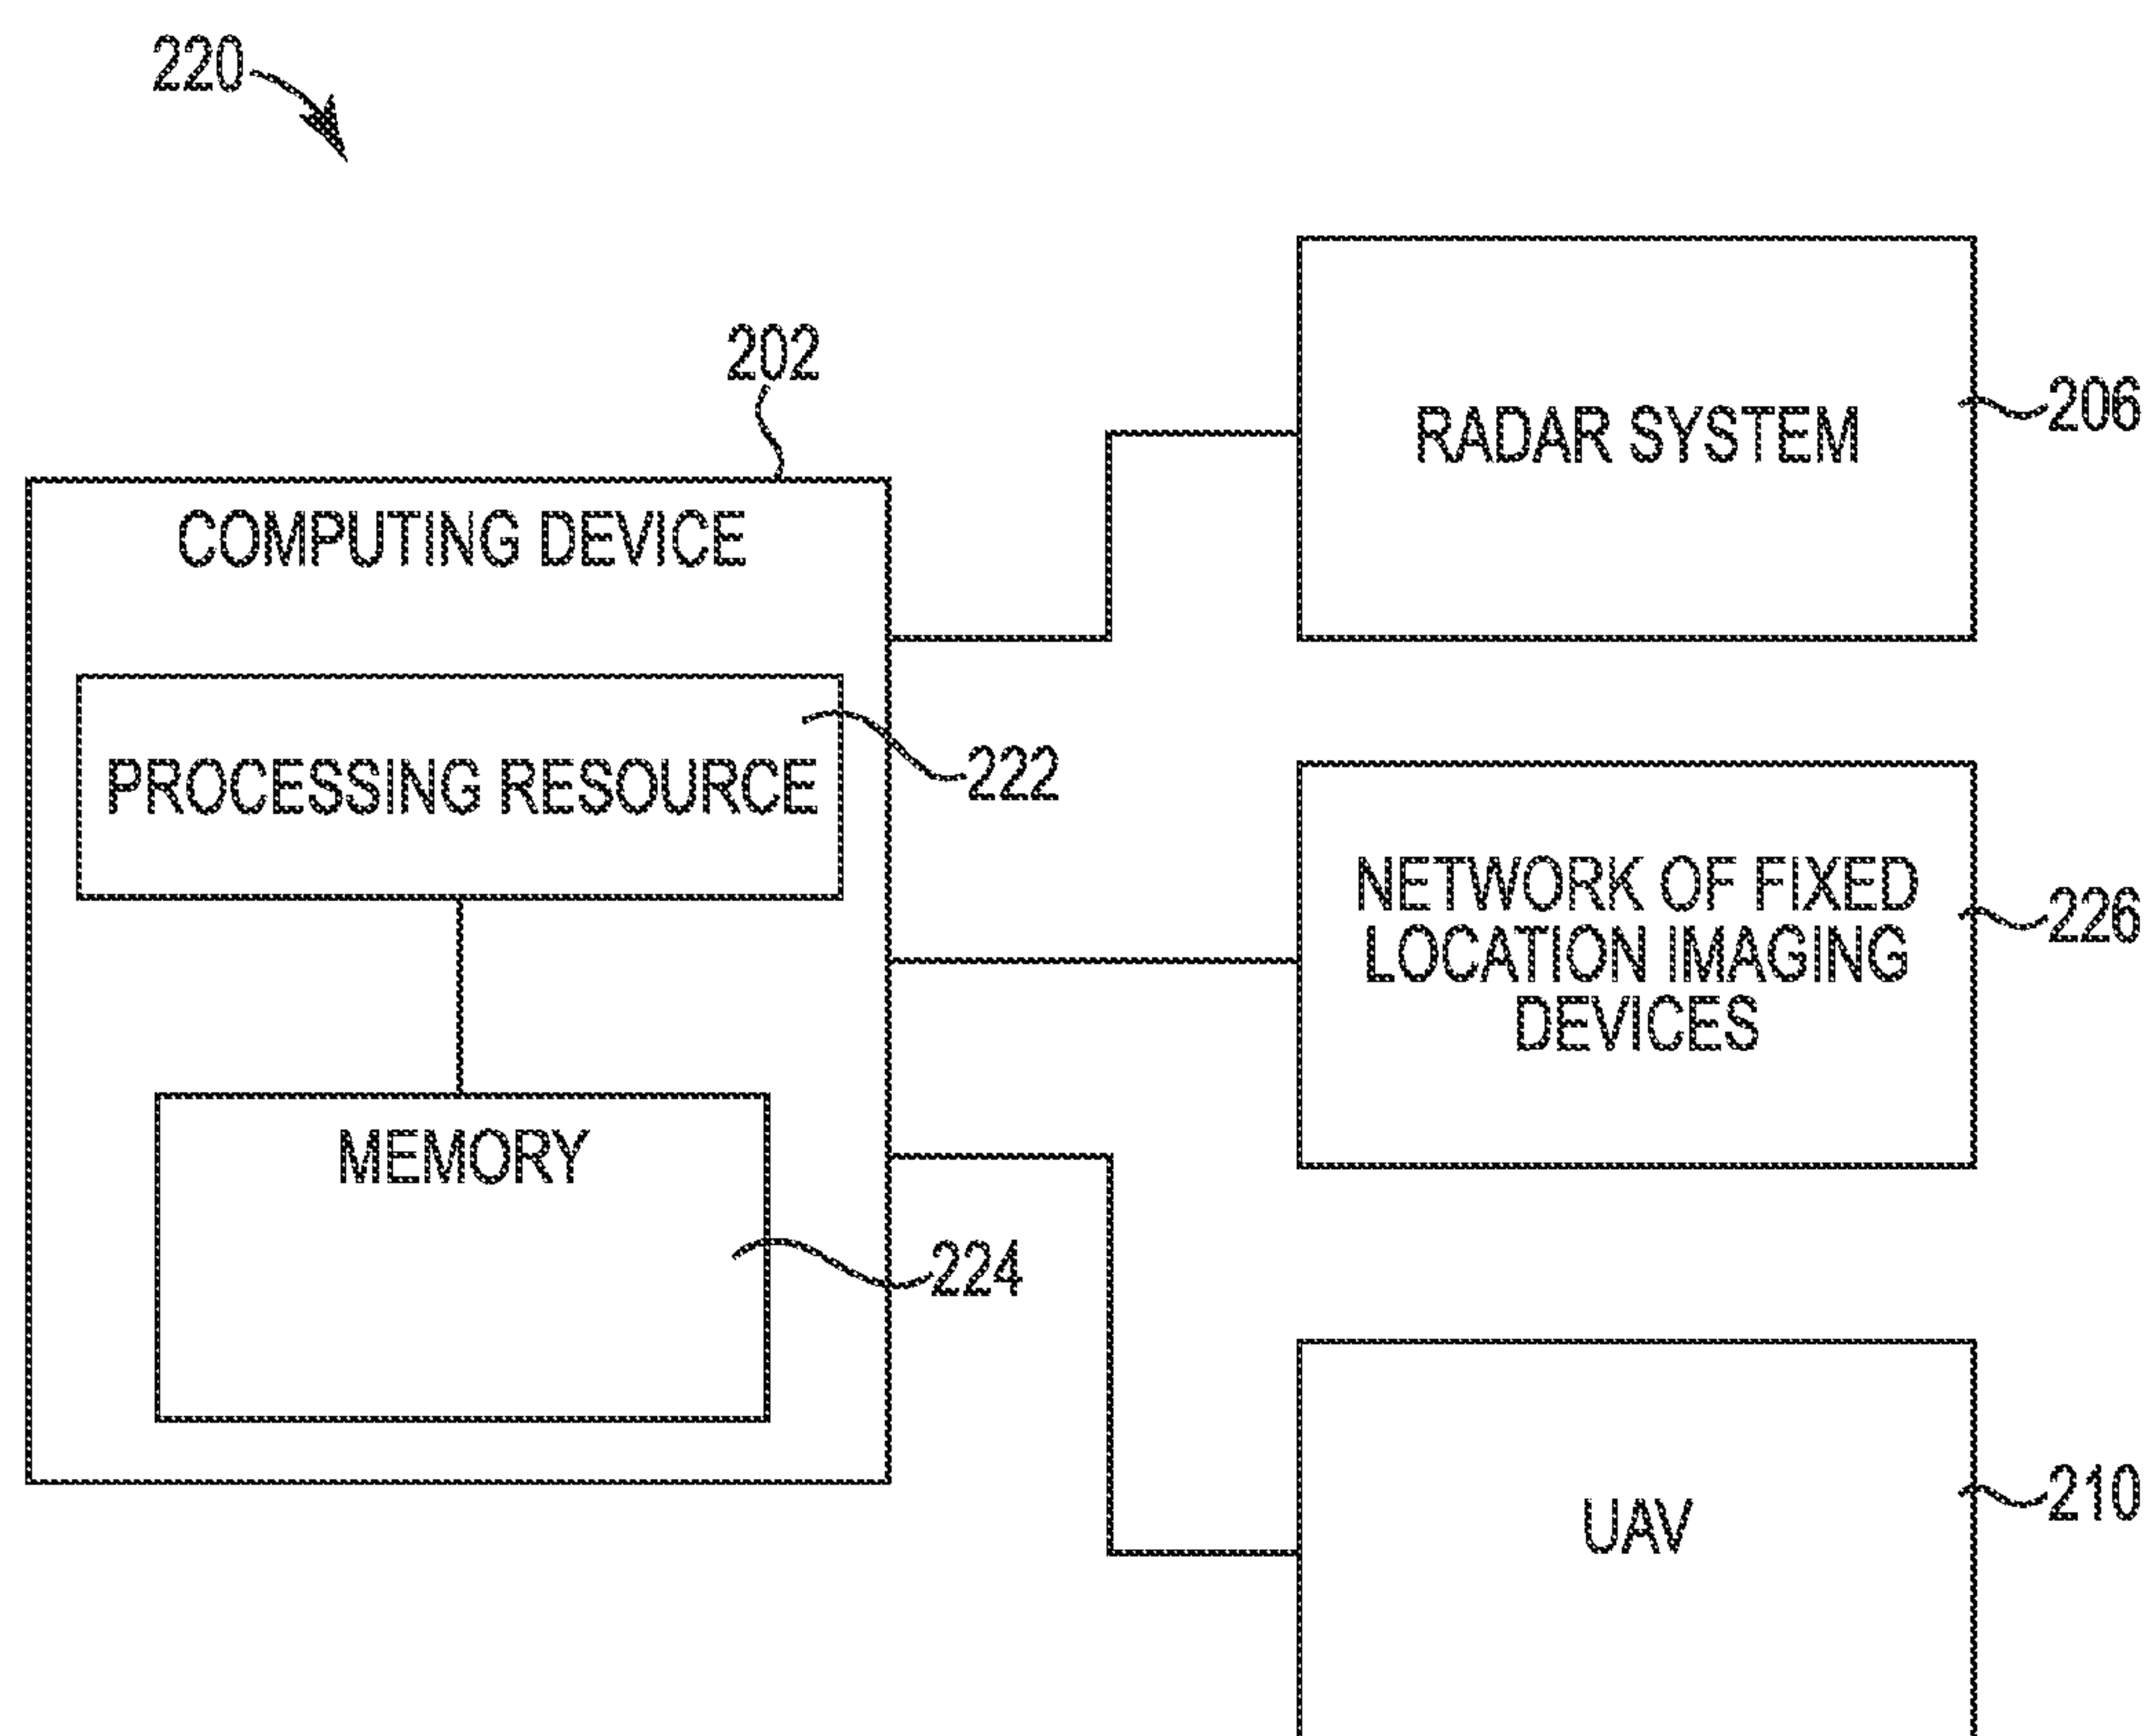 220
202
COMPUTING DEVICE
PROCESSING RESOURCE
222
MEMORY
224
RADAR SYSTEM
206
NETWORK OF FIXED
LOCATION IMAGING
DEVICES
226
UAV
210